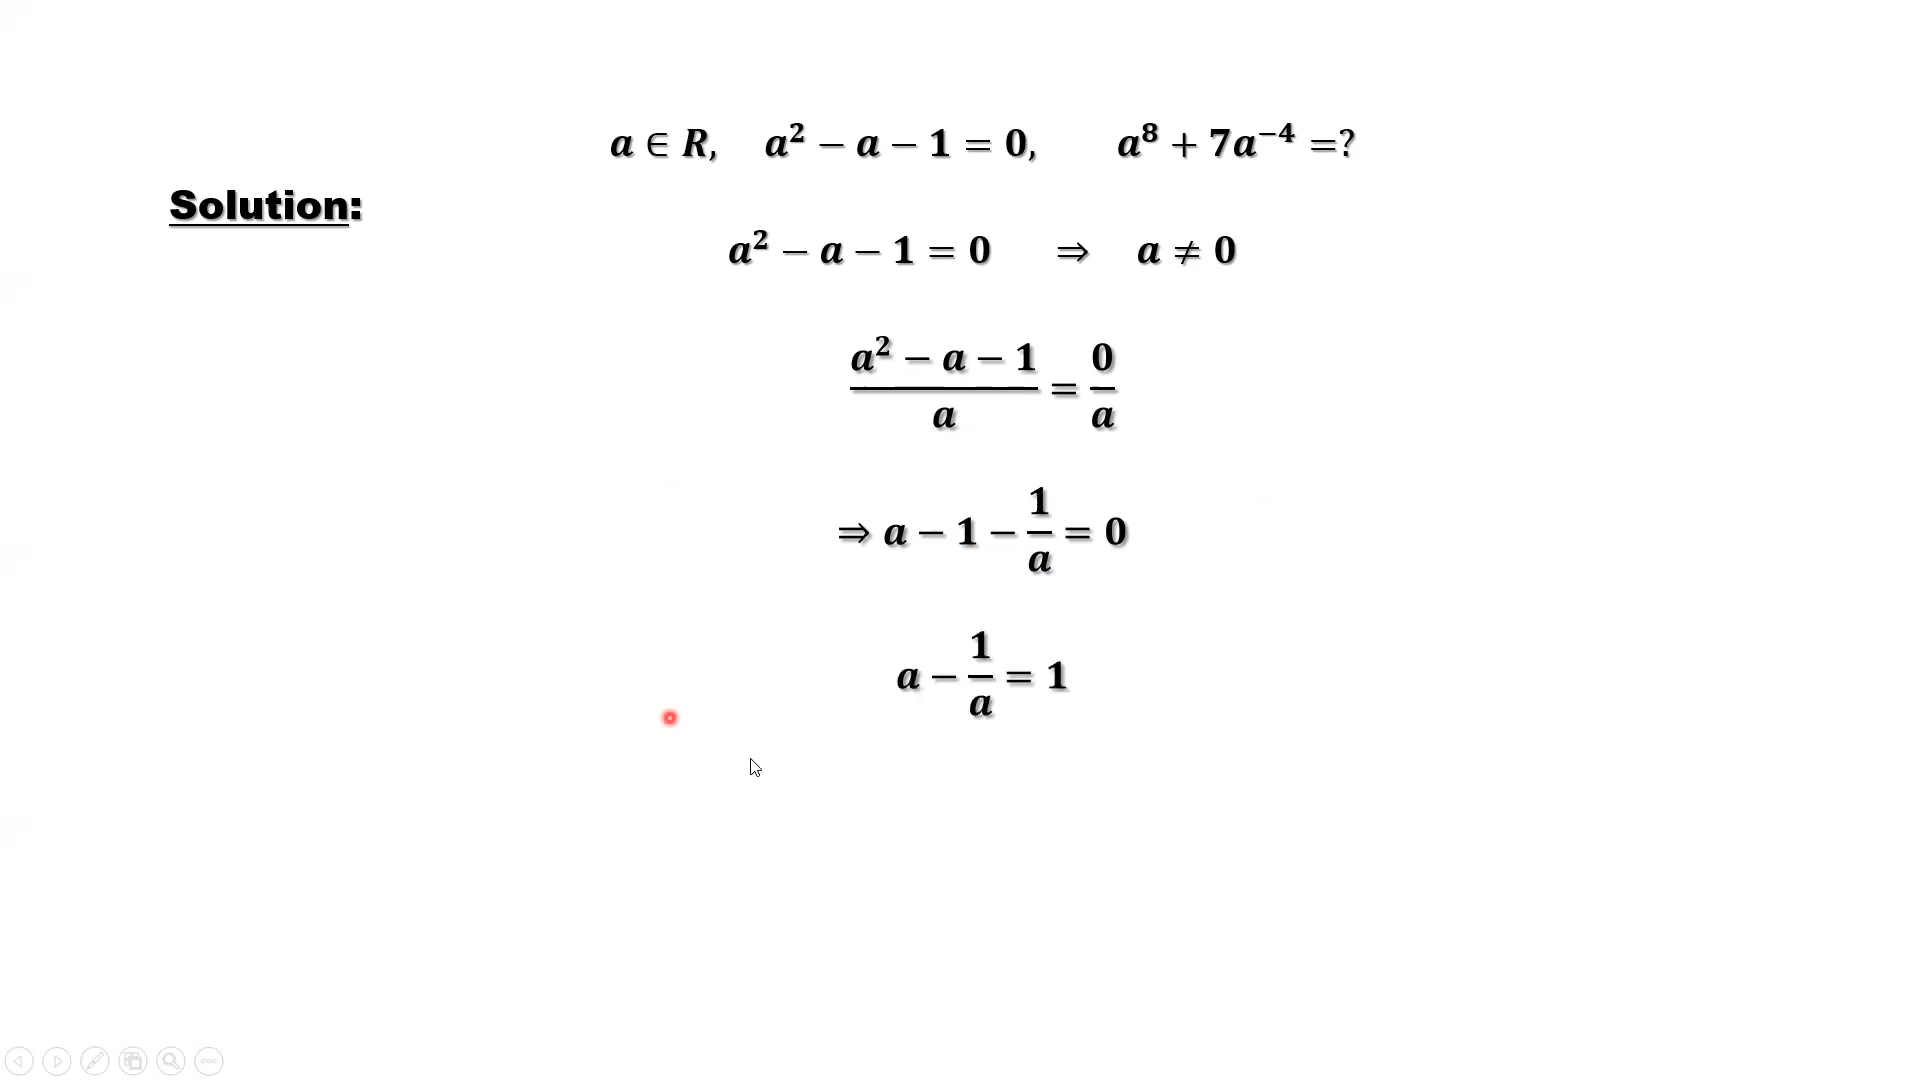 a ∈ R, a² − a − 1 = 0, a⁸ + 7a⁻⁴ =?
Solution:
a² − a − 1 = 0 ⇒ a ≠ 0
(a² − a − 1)/a = 0/a
⇒ a − 1 − 1/a = 0
a − 1/a = 1